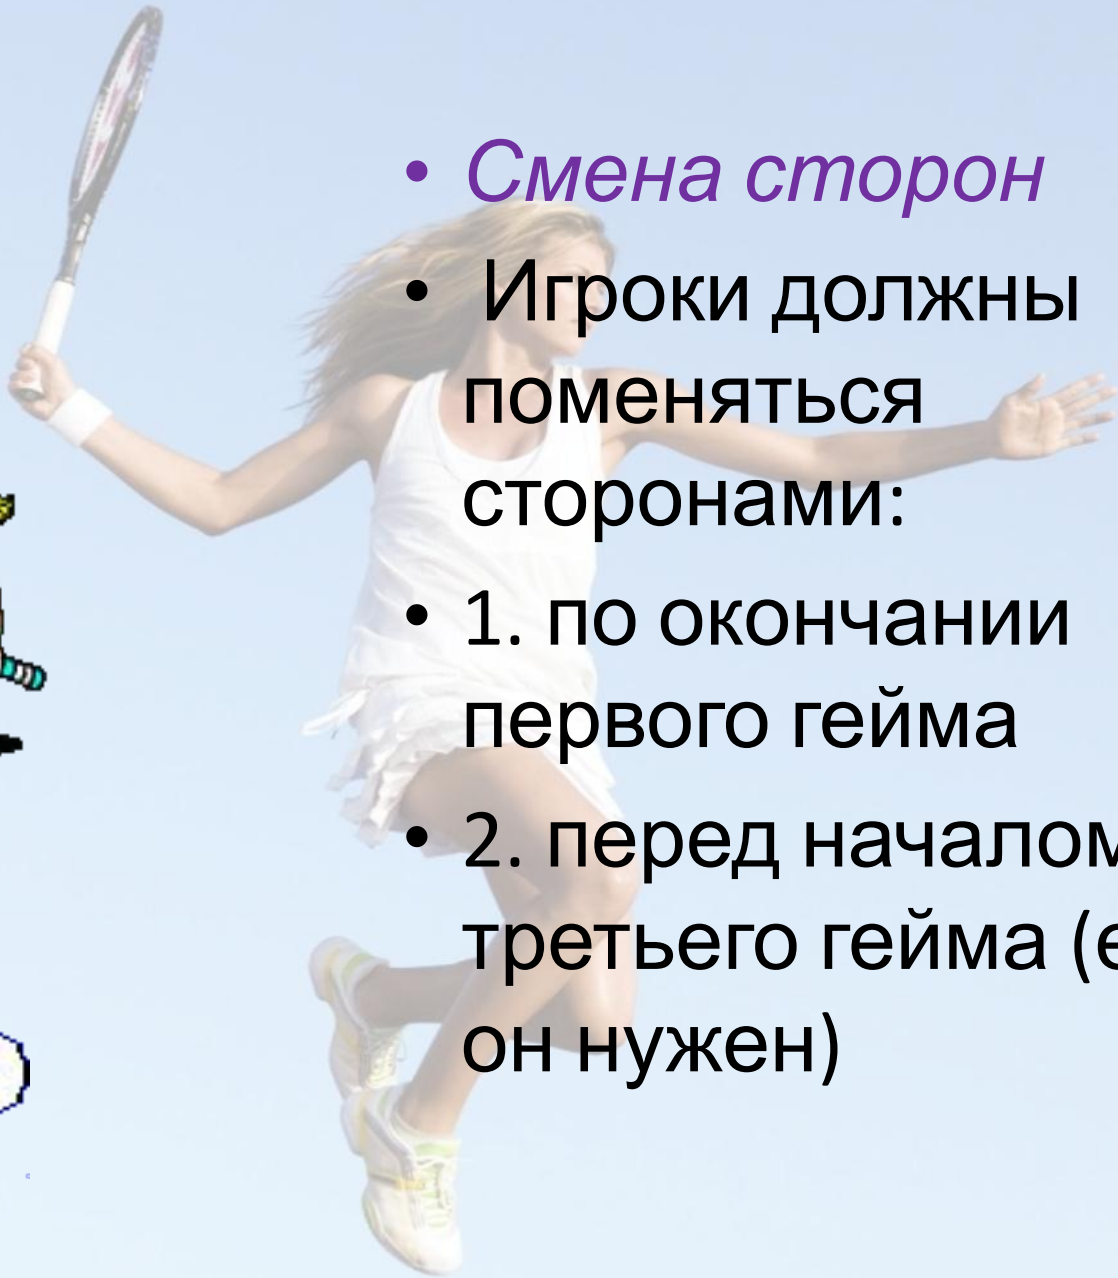 • Смена сторон
• Игроки должны
поменяться
сторонами:
• 1. по окончании
первого гейма
• 2. перед началом
третьего гейма (е
он нужен)